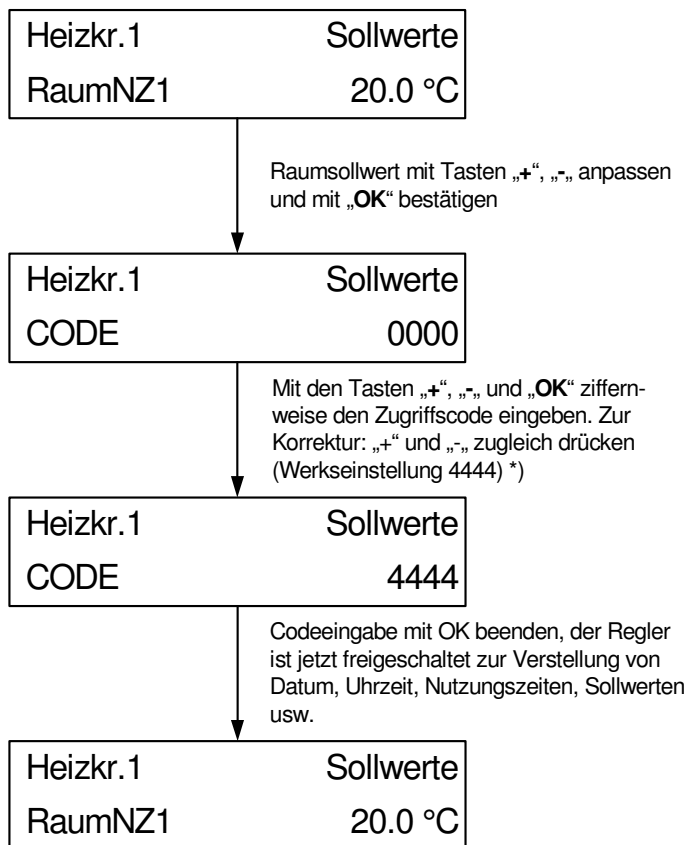 Heizkr.1 Sollwerte
RaumNZ1 20.0 °C
Raumsollwert mit Tasten „+“, „-„ anpassen
und mit „OK“ bestätigen
Heizkr.1 Sollwerte
CODE 0000
Mit den Tasten „+“, „-„ und „OK“ ziffern-
weise den Zugriffscode eingeben. Zur
Korrektur: „+“ und „-„ zugleich drücken
(Werkseinstellung 4444) *)
Heizkr.1 Sollwerte
CODE 4444
Codeeingabe mit OK beenden, der Regler
ist jetzt freigeschaltet zur Verstellung von
Datum, Uhrzeit, Nutzungszeiten, Sollwerten
usw.
Heizkr.1 Sollwerte
RaumNZ1 20.0 °C